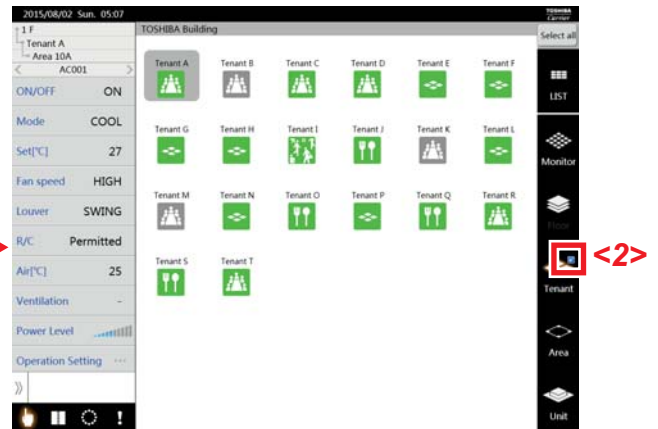 2015/08/02 Sun. 05:07
TOSHIBA
Carrier
1 F
Tenant A
Area 10A
< AC001 >
ON/OFF ON
Mode COOL
Set[℃] 27
Fan speed HIGH
Louver SWING
R/C Permitted
Air[℃] 25
Ventilation -
Power Level
Operation Setting ...
TOSHIBA Building
Tenant A Tenant B Tenant C Tenant D Tenant E Tenant F
Tenant G Tenant H Tenant I Tenant J Tenant K Tenant L
Tenant M Tenant N Tenant O Tenant P Tenant Q Tenant R
Tenant S Tenant T
Select all
LIST
Monitor
Floor
Tenant
<2>
Area
Unit